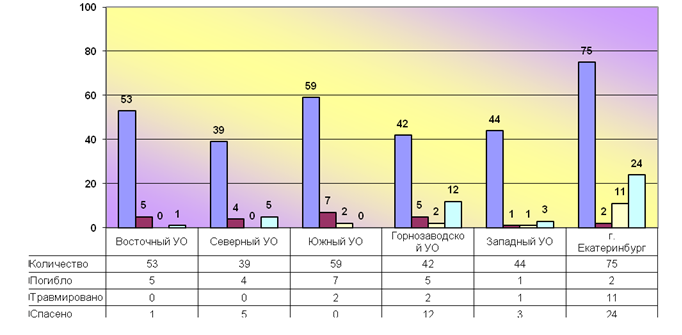 100
80
60
40
20
0
53 5 0 1
39 4 0 5
59 7 2 0
42 5 2 12
44 1 1 3
75 2 11 24
Восточный УО Северный УО Южный УО Горнозаводско
й УО Западный УО г.
Екатеринбург
Количество 53 39 59 42 44 75
Погибло 5 4 7 5 1 2
Травмировано 0 0 2 2 1 11
Спасено 1 5 0 12 3 24